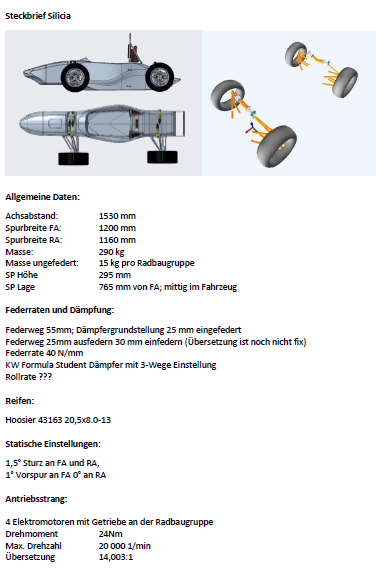 Steckbrief Silicia
Allgemeine Daten:
Achsabstand: 1530 mm
Spurbreite FA: 1200 mm
Spurbreite RA: 1160 mm
Masse: 290 kg
Masse ungefedert: 15 kg pro Radbaugruppe
SP Höhe 295 mm
SP Lage 765 mm von FA; mittig im Fahrzeug
Federraten und Dämpfung:
Federweg 55mm; Dämpfergrundstellung 25 mm eingefedert
Federweg 25mm ausfedern 30 mm einfedern (Übersetzung ist noch nicht fix)
Federrate 40 N/mm
KW Formula Student Dämpfer mit 3-Wege Einstellung
Rollrate ???
Reifen:
Hoosier 43163 20,5x8.0-13
Statische Einstellungen:
1,5° Sturz an FA und RA,
1° Vorspur an FA 0° an RA
Antriebsstrang:
4 Elektromotoren mit Getriebe an der Radbaugruppe
Drehmoment 24Nm
Max. Drehzahl 20 000 1/min
Übersetzung 14,003:1